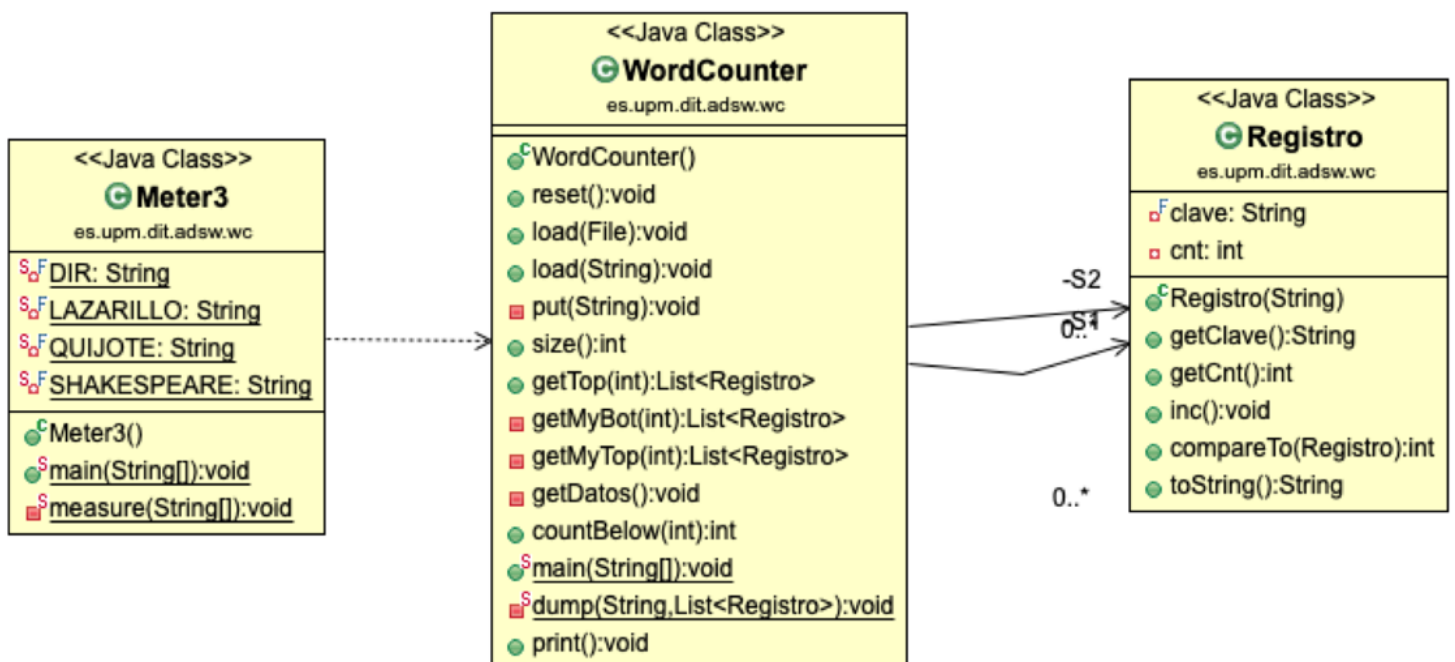 <<Java Class>>
Meter3
es.upm.dit.adsw.wc
DIR: String
LAZARILLO: String
QUIJOTE: String
SHAKESPEARE: String
Meter3()
main(String[]):void
measure(String[]):void
<<Java Class>>
WordCounter
es.upm.dit.adsw.wc
WordCounter()
reset():void
load(File):void
load(String):void
put(String):void
size():int
getTop(int):List<Registro>
getMyBot(int):List<Registro>
getMyTop(int):List<Registro>
getDatos():void
countBelow(int):int
main(String[]):void
dump(String,List<Registro>):void
print():void
-S2
-S1
0..*
0..*
<<Java Class>>
Registro
es.upm.dit.adsw.wc
clave: String
cnt: int
Registro(String)
getClave():String
getCnt():int
inc():void
compareTo(Registro):int
toString():String